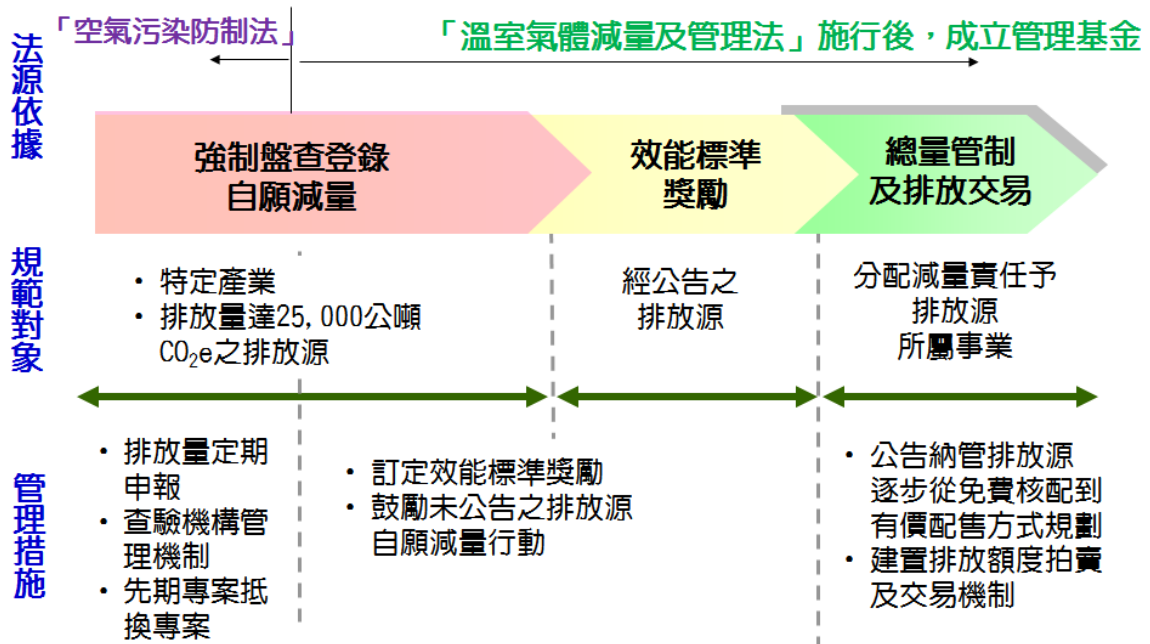 「空氣污染防制法」
「溫室氣體減量及管理法」施行後，成立管理基金
法源依據
強制盤查登錄
自願減量
效能標準
獎勵
總量管制
及排放交易
規範對象
• 特定產業
• 排放量達25,000公噸
CO₂e之排放源
經公告之
排放源
分配減量責任予
排放源
所屬事業
管理措施
• 排放量定期
申報
• 查驗機構管
理機制
• 先期專案抵
換專案
• 訂定效能標準獎勵
• 鼓勵未公告之排放源
自願減量行動
• 公告納管排放源
逐步從免費核配到
有價配售方式規劃
• 建置排放額度拍賣
及交易機制